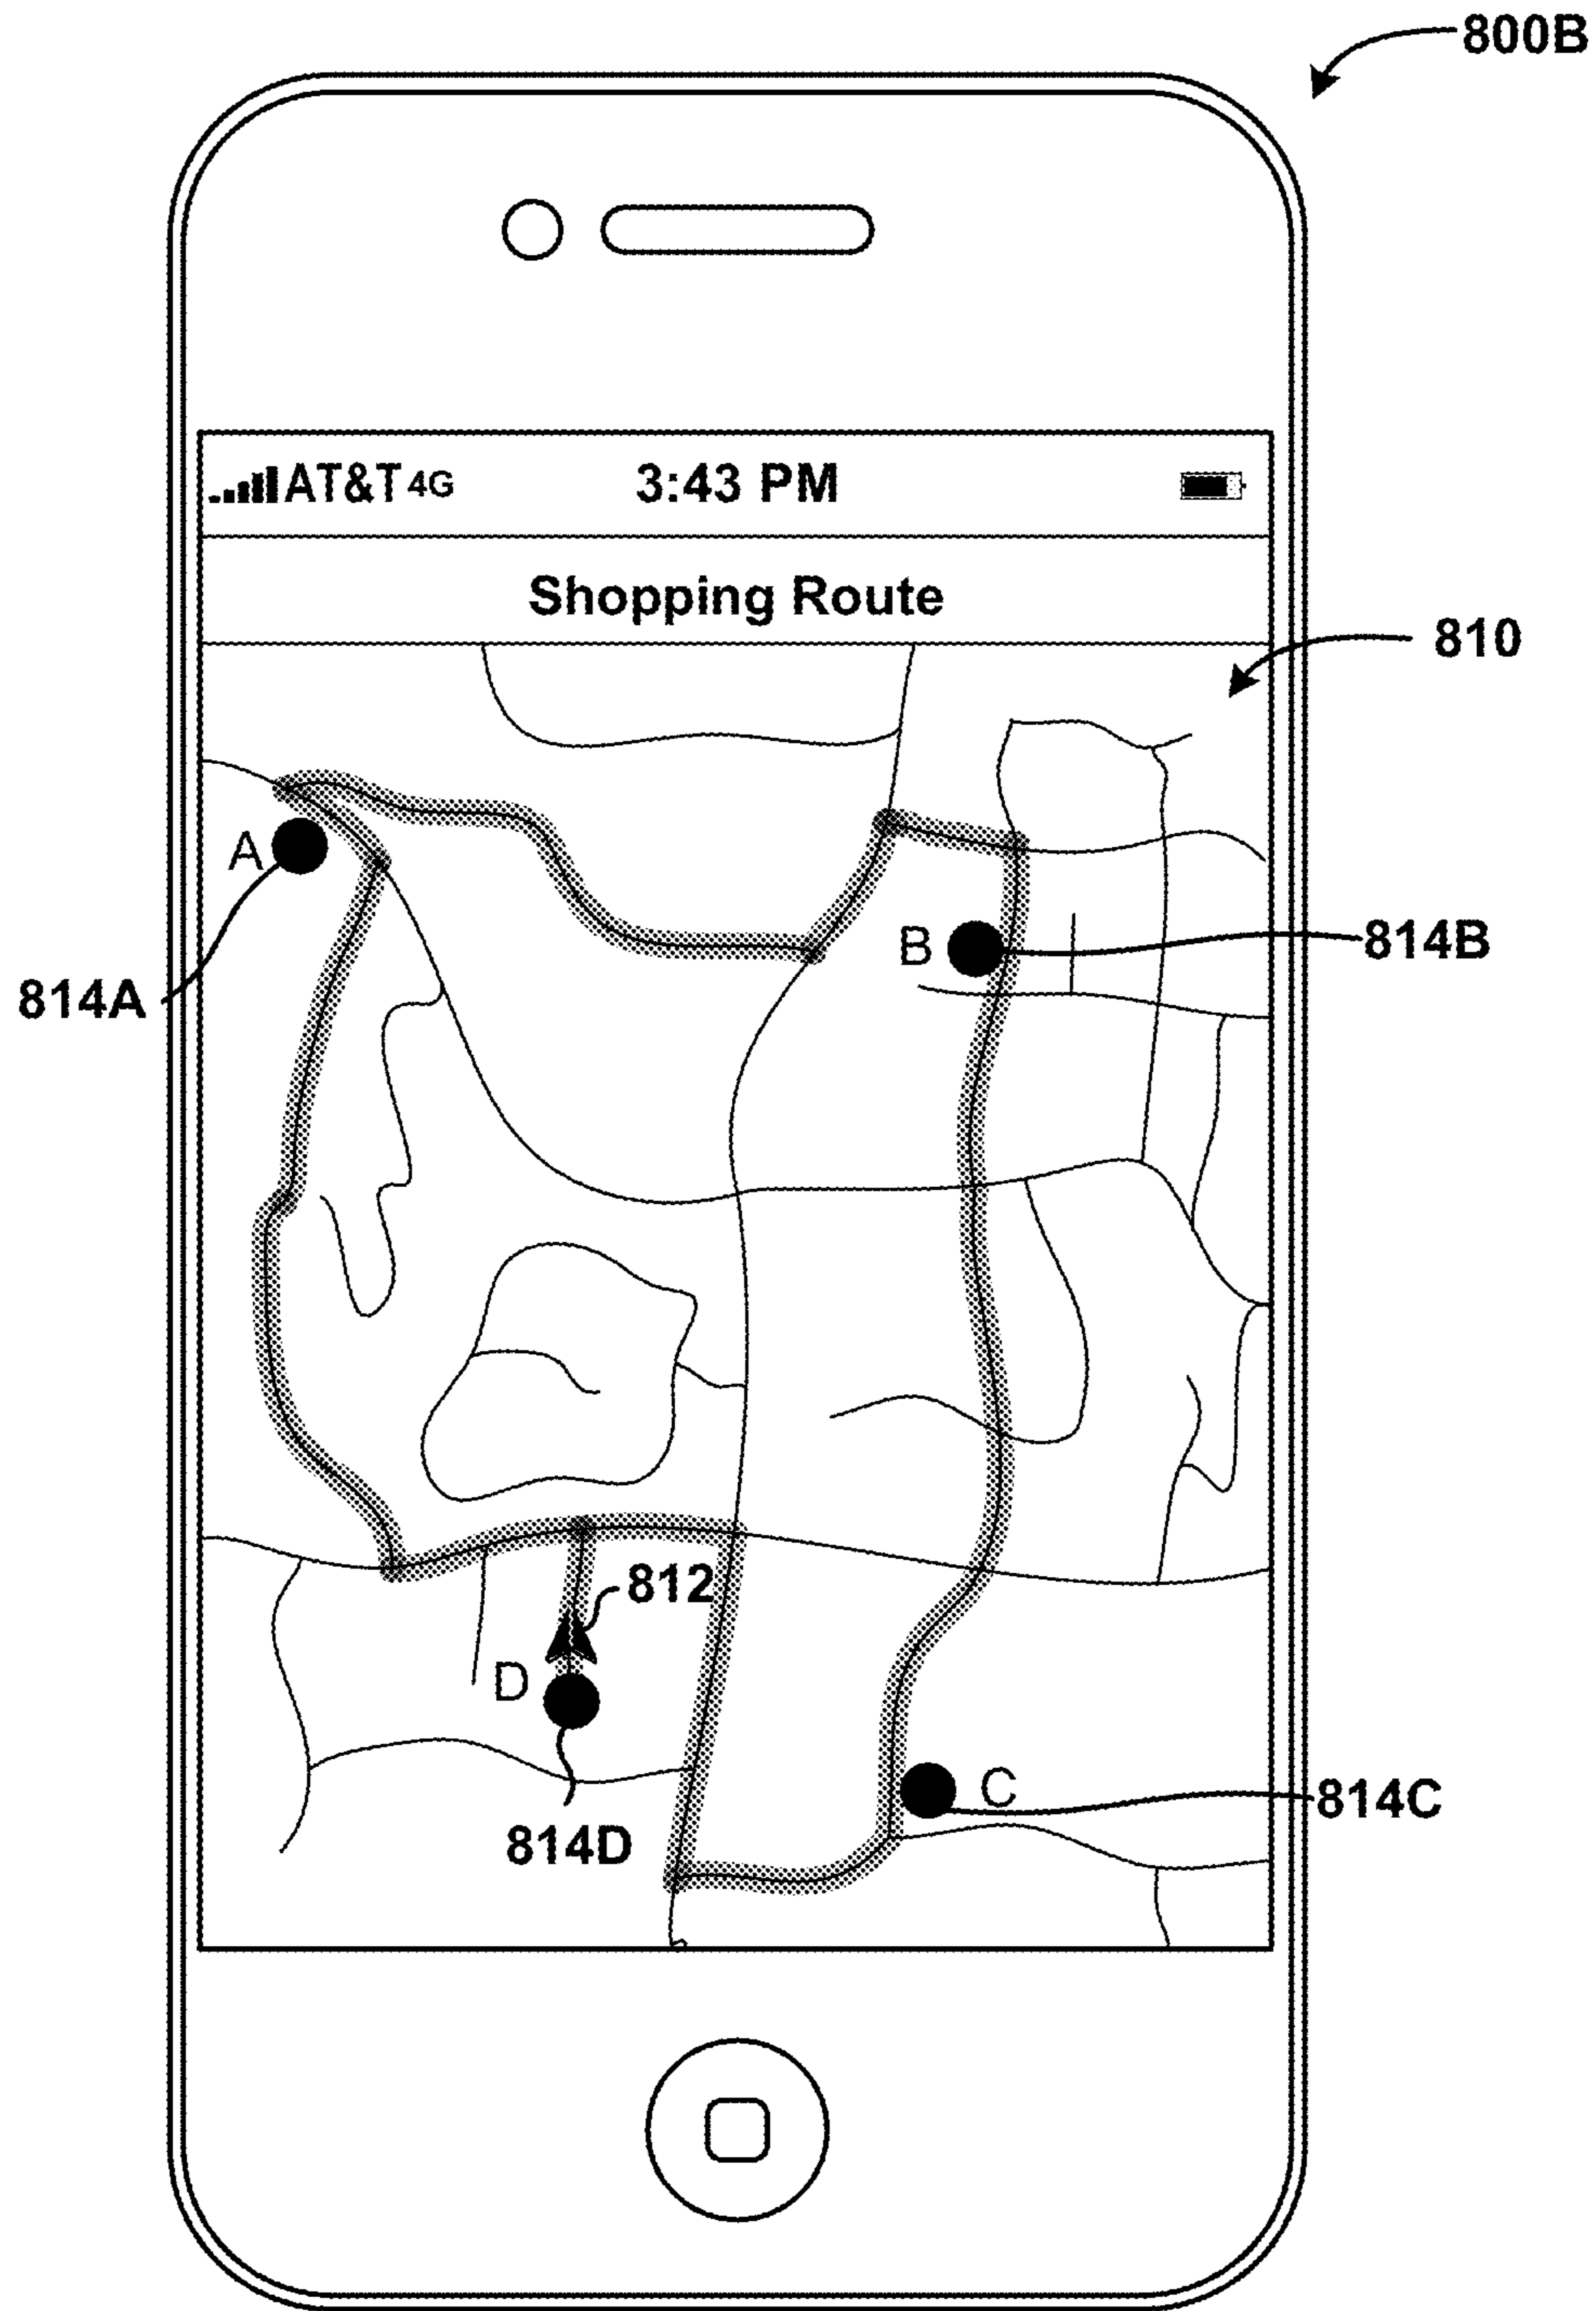 800B
AT&T 4G 3:43 PM
Shopping Route
810
A
B
814B
814A
812
D
C
814C
814D